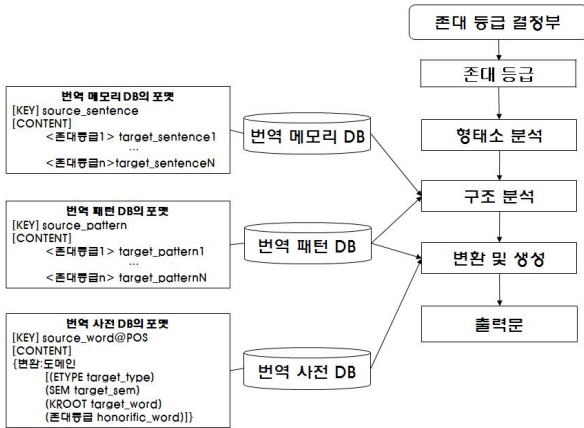 존대 등급 결정부
존대 등급
번역 메모리 DB의 포맷
[KEY] source_sentence
[CONTENT]
<존대등급1> target_sentence1
...
<존대등급n>target_sentenceN
번역 메모리 DB
형태소 분석
구조 분석
번역 패턴 DB의 포맷
[KEY] source_pattern
[CONTENT]
<존대등급1> target_pattern1
...
<존대등급n> target_patternN
번역 패턴 DB
변환 및 생성
출력문
번역 사전 DB의 포맷
[KEY] source_word@POS
[CONTENT]
{변환:도메인
[(ETYPE target_type)
(SEM target_sem)
(KROOT target_word)
(존대등급 honorific_word)]}
번역 사전 DB